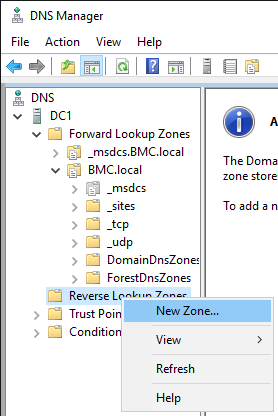 DNS Manager
File Action View Help
DNS
DC1
Forward Lookup Zones
_msdcs.BMC.local
BMC.local
_msdcs
_sites
_tcp
_udp
DomainDnsZones
ForestDnsZones
Reverse Lookup Zones
Trust Poin
Condition
New Zone...
View
Refresh
Help
A
The Doma
zone store
To add a n